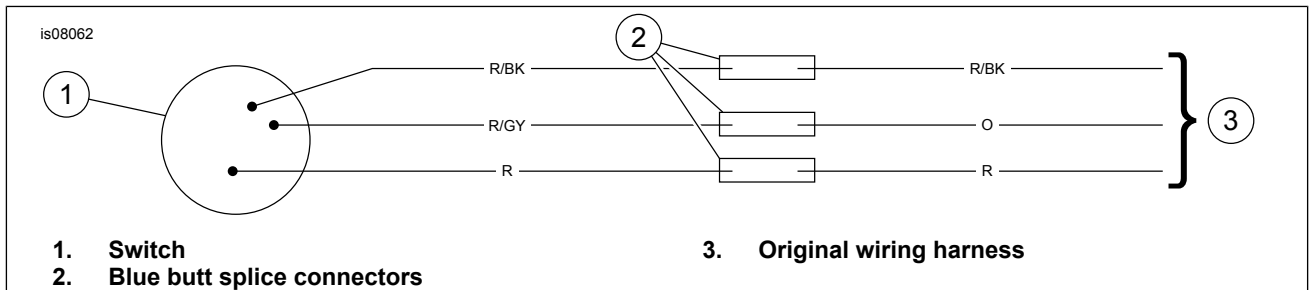 is08062
2
1
R/BK R/BK
R/GY O
3
R R
1. Switch
2. Blue butt splice connectors
3. Original wiring harness